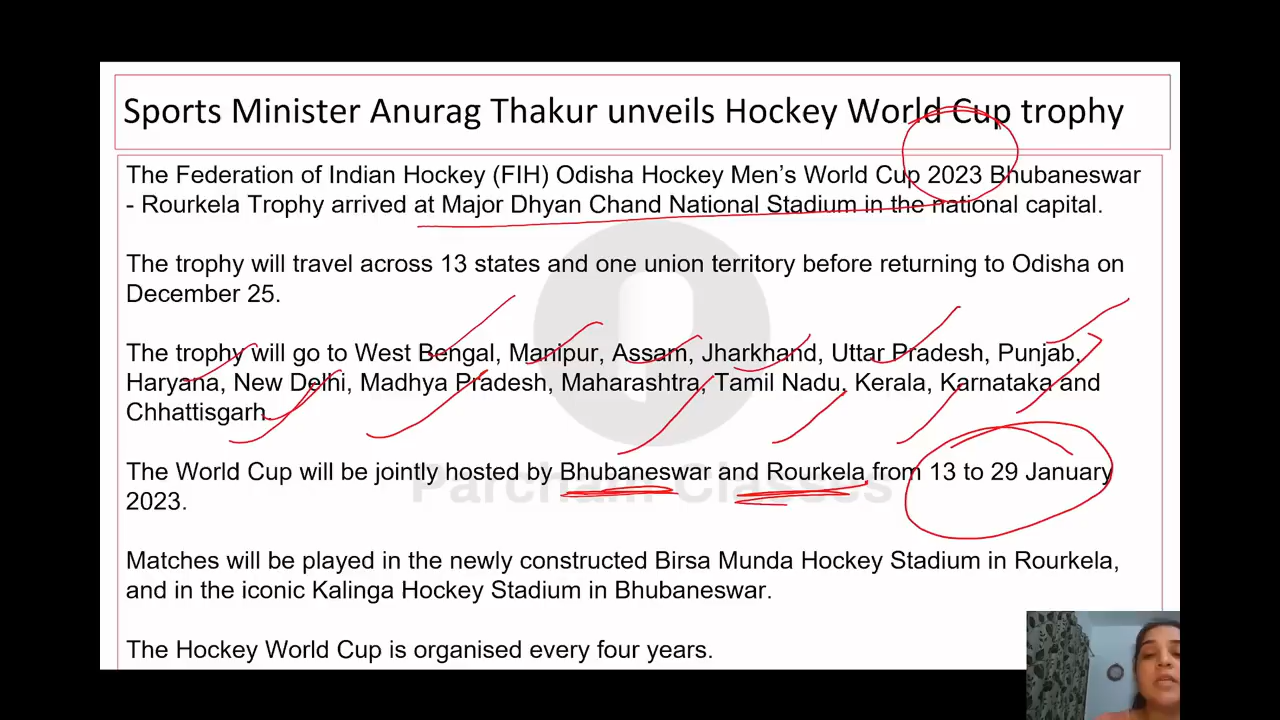 Sports Minister Anurag Thakur unveils Hockey World Cup trophy
The Federation of Indian Hockey (FIH) Odisha Hockey Men's World Cup 2023 Bhubaneswar
- Rourkela Trophy arrived at Major Dhyan Chand National Stadium in the national capital.
The trophy will travel across 13 states and one union territory before returning to Odisha on
December 25.
The trophy will go to West Bengal, Manipur, Assam, Jharkhand, Uttar Pradesh, Punjab,
Haryana, New Delhi, Madhya Pradesh, Maharashtra, Tamil Nadu, Kerala, Karnataka and
Chhattisgarh.
The World Cup will be jointly hosted by Bhubaneswar and Rourkela from 13 to 29 January
2023.
Parcham Classes
Matches will be played in the newly constructed Birsa Munda Hockey Stadium in Rourkela,
and in the iconic Kalinga Hockey Stadium in Bhubaneswar.
The Hockey World Cup is organised every four years.